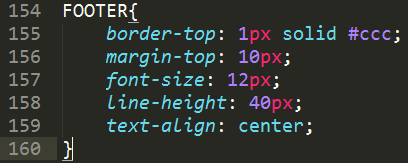 154 FOOTER{
155 border-top: 1px solid #ccc;
156 margin-top: 10px;
157 font-size: 12px;
158 line-height: 40px;
159 text-align: center;
160 }